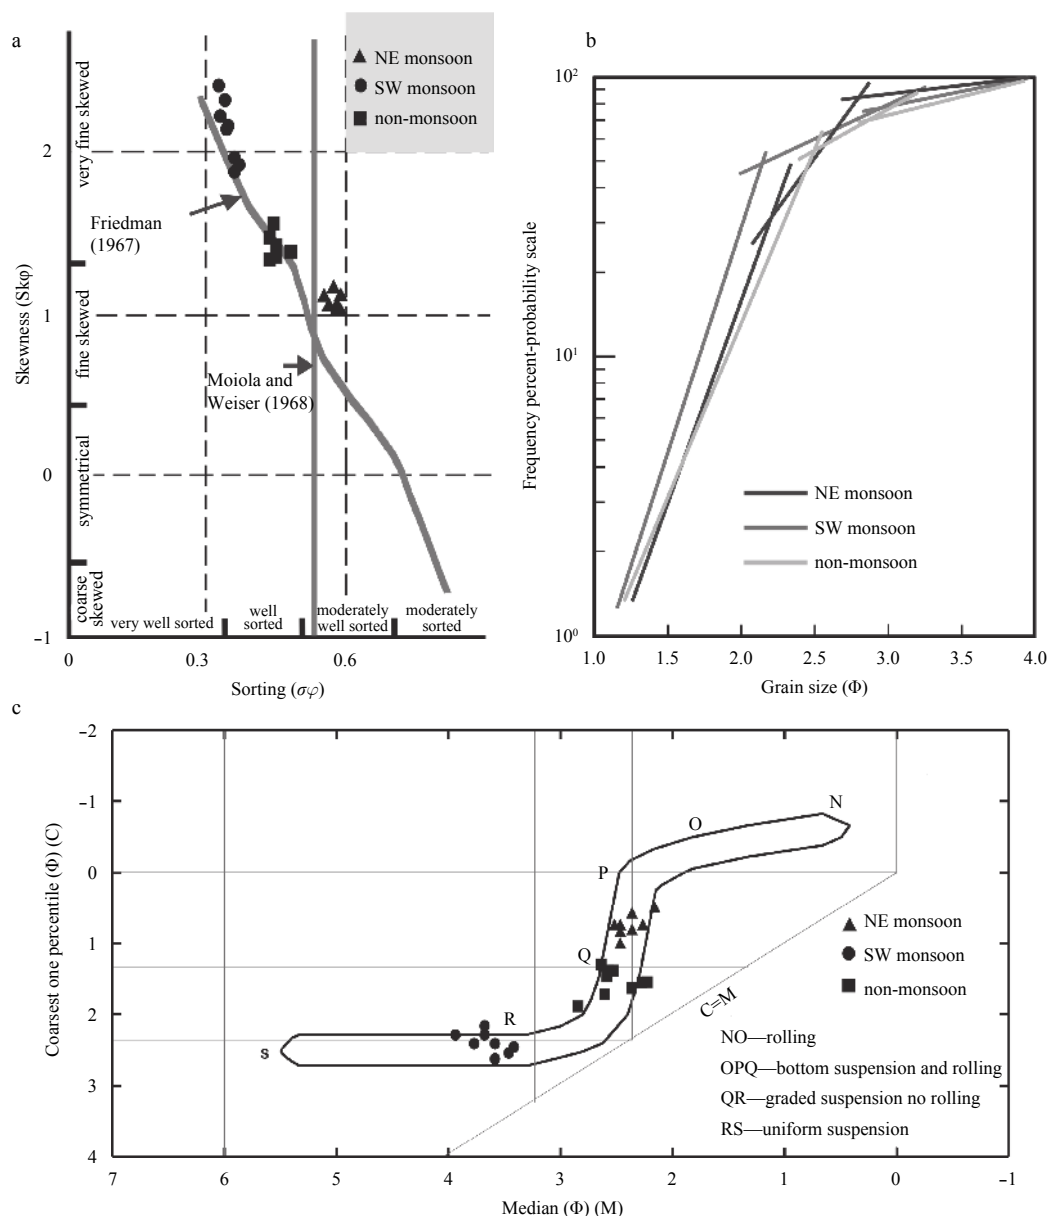 a
NE monsoon
SW monsoon
non-monsoon
Friedman
(1967)
Moiola and
Weiser (1968)
very fine skewed
fine skewed
symmetrical
coarse
skewed
Skewness (Skφ)
2
1
0
-1
very well sorted
well
sorted
moderately
well sorted
moderately
sorted
0
0.3
0.6
Sorting (σφ)
b
Frequency percent-probability scale
10²
10¹
10⁰
NE monsoon
SW monsoon
non-monsoon
1.0
1.5
2.0
2.5
3.0
3.5
4.0
Grain size (Φ)
c
Coarsest one percentile (Φ) (C)
-2
-1
0
1
2
3
4
N
O
P
Q
R
s
C=M
NE monsoon
SW monsoon
non-monsoon
NO—rolling
OPQ—bottom suspension and rolling
QR—graded suspension no rolling
RS—uniform suspension
7
6
5
4
3
2
1
0
-1
Median (Φ) (M)